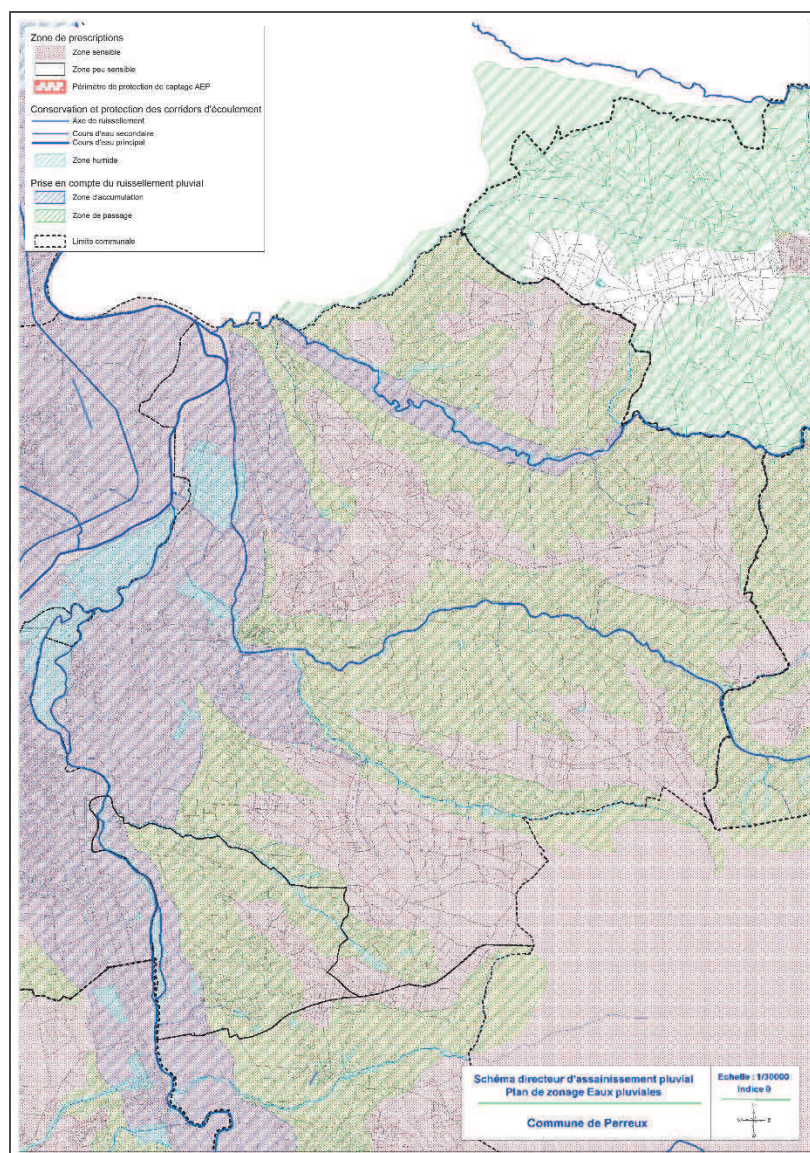 Zone de prescriptions
Zone sensible
Zone peu sensible
Périmètre de protection de captage AEP
Conservation et protection des corridors d'écoulement
Axe de ruissellement
Cours d'eau secondaire
Cours d'eau principal
Zone humide
Prise en compte du ruissellement pluvial
Zone d'accumulation
Zone de passage
Limite communale
Schéma directeur d'assainissement pluvial
Plan de zonage Eaux pluviales
Commune de Perreux
Echelle : 1/30000
indice 0